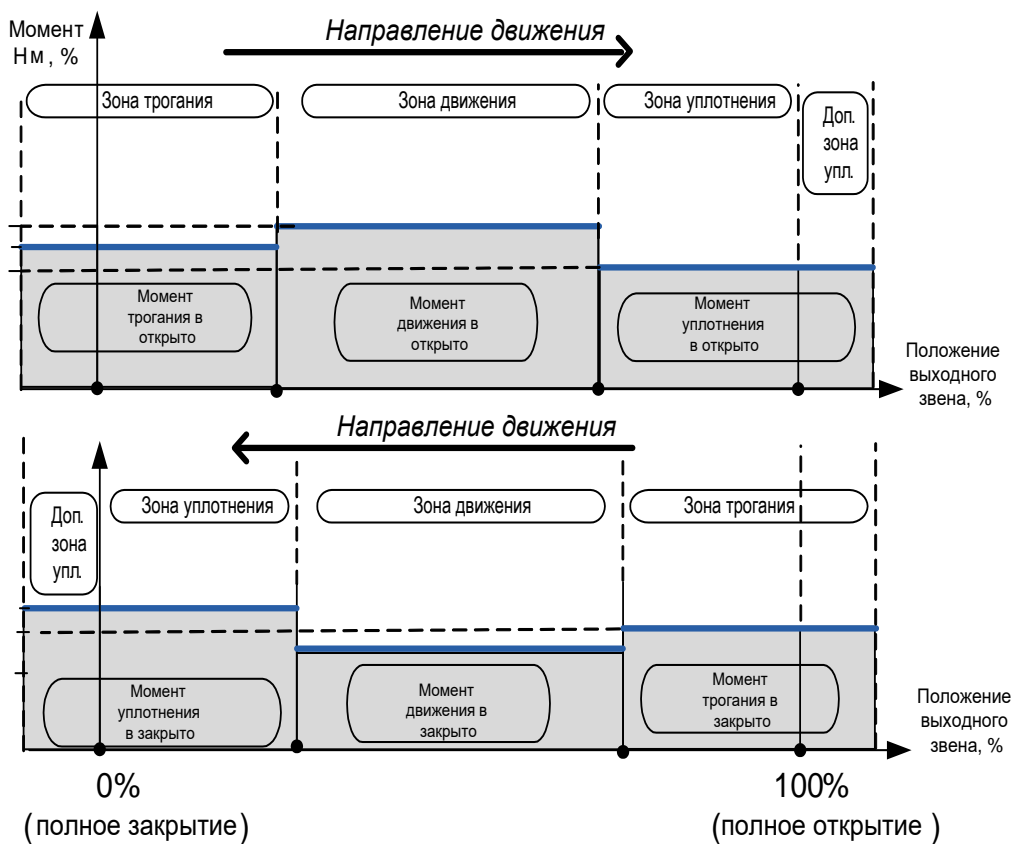 Момент
Нм, %
Направление движения
Зона трогания
Зона движения
Зона уплотнения
Доп.
зона
упл.
Момент
трогания в
открыто
Момент
движения в
открыто
Момент
уплотнения
в открыто
Положение
выходного
звена, %
Направление движения
Доп.
зона
упл.
Зона уплотнения
Зона движения
Зона трогания
Момент
уплотнения
в закрыто
Момент
движения в
закрыто
Момент
трогания в
закрыто
Положение
выходного
звена, %
0%
(полное закрытие)
100%
(полное открытие )